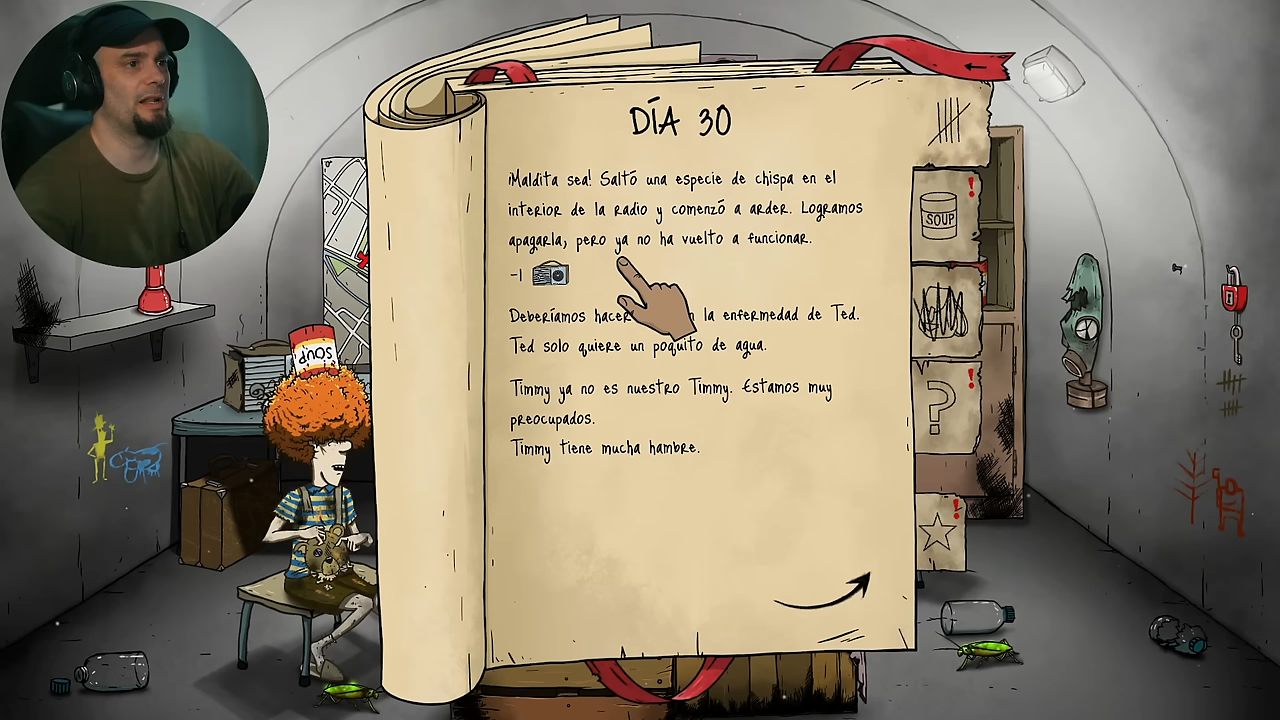 DÍA 30
¡Maldita sea! Saltó una especie de chispa en el
interior de la radio y comenzó a arder. Logramos
apagarla, pero ya no ha vuelto a funcionar.
-1
Deberíamos hacer la enfermedad de Ted.
Ted solo quiere un poquito de agua.
Timmy ya no es nuestro Timmy. Estamos muy
preocupados.
Timmy tiene mucha hambre.
SOUP
!
!
!
SOUP
?